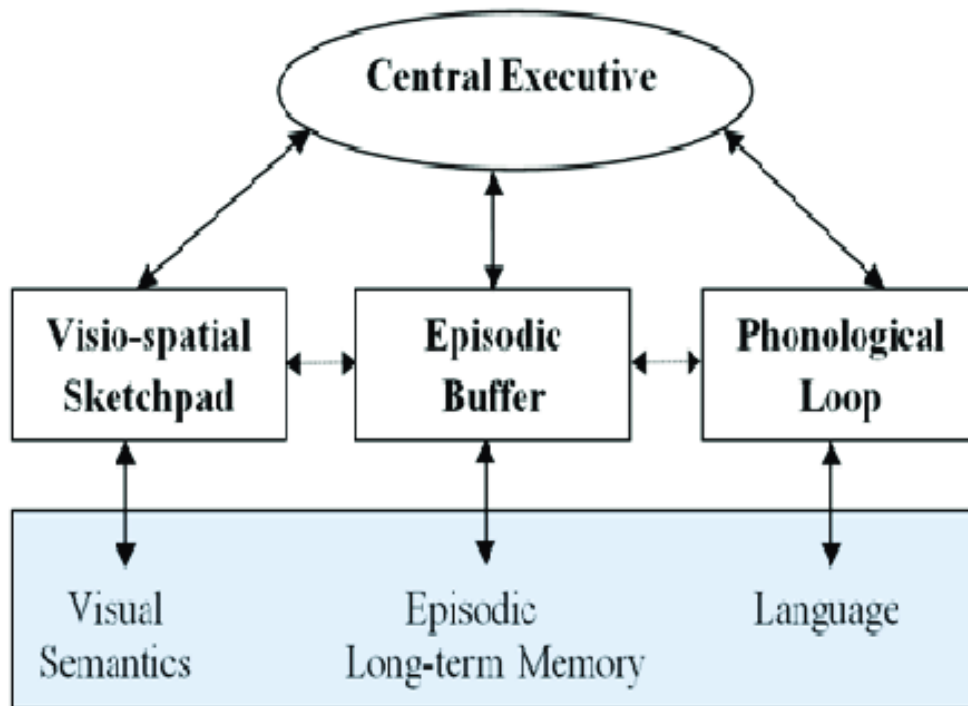 Central Executive
Visio-spatial
Sketchpad
Episodic
Buffer
Phonological
Loop
Visual
Semantics
Episodic
Long-term Memory
Language